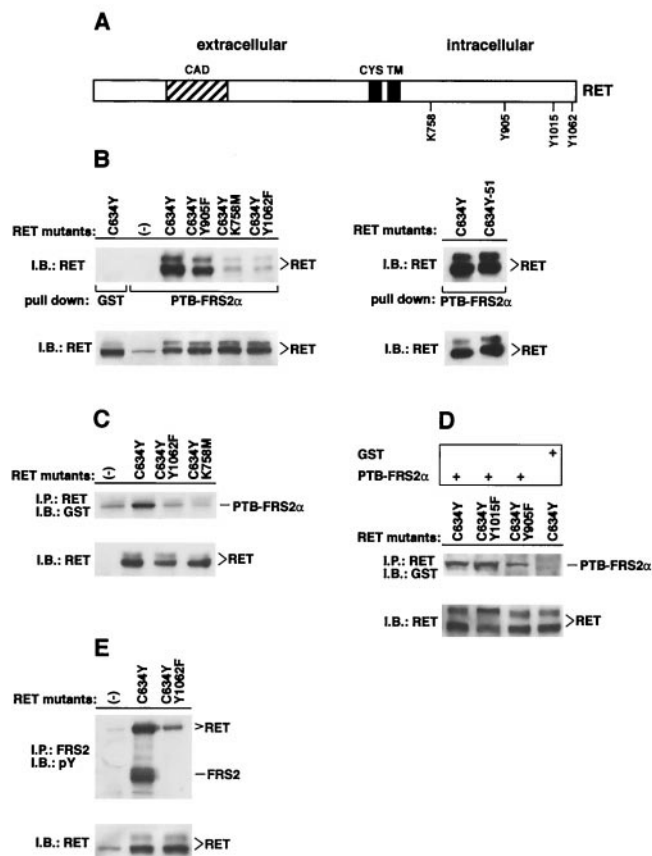 A
extracellular intracellular
CAD CYS TM
RET
K758 Y905 Y1015 Y1062
B
RET mutants: C634Y (-) C634Y C634Y Y905F C634Y K758M C634Y Y1062F
I.B.: RET >RET
pull down: GST PTB-FRS2α
I.B.: RET >RET
RET mutants: C634Y C634Y-51
I.B.: RET >RET
pull down: PTB-FRS2α
I.B.: RET >RET
C
RET mutants: (-) C634Y C634Y Y1062F C634Y K758M
I.P.: RET
I.B.: GST
– PTB-FRS2α
I.B.: RET >RET
D
GST +
PTB-FRS2α + + +
RET mutants: C634Y C634Y Y1015F C634Y Y905F C634Y
I.P.: RET
I.B.: GST
–PTB-FRS2α
I.B.: RET >RET
E
RET mutants: (-) C634Y C634Y Y1062F
>RET
I.P.: FRS2
I.B.: pY
–FRS2
I.B.: RET >RET